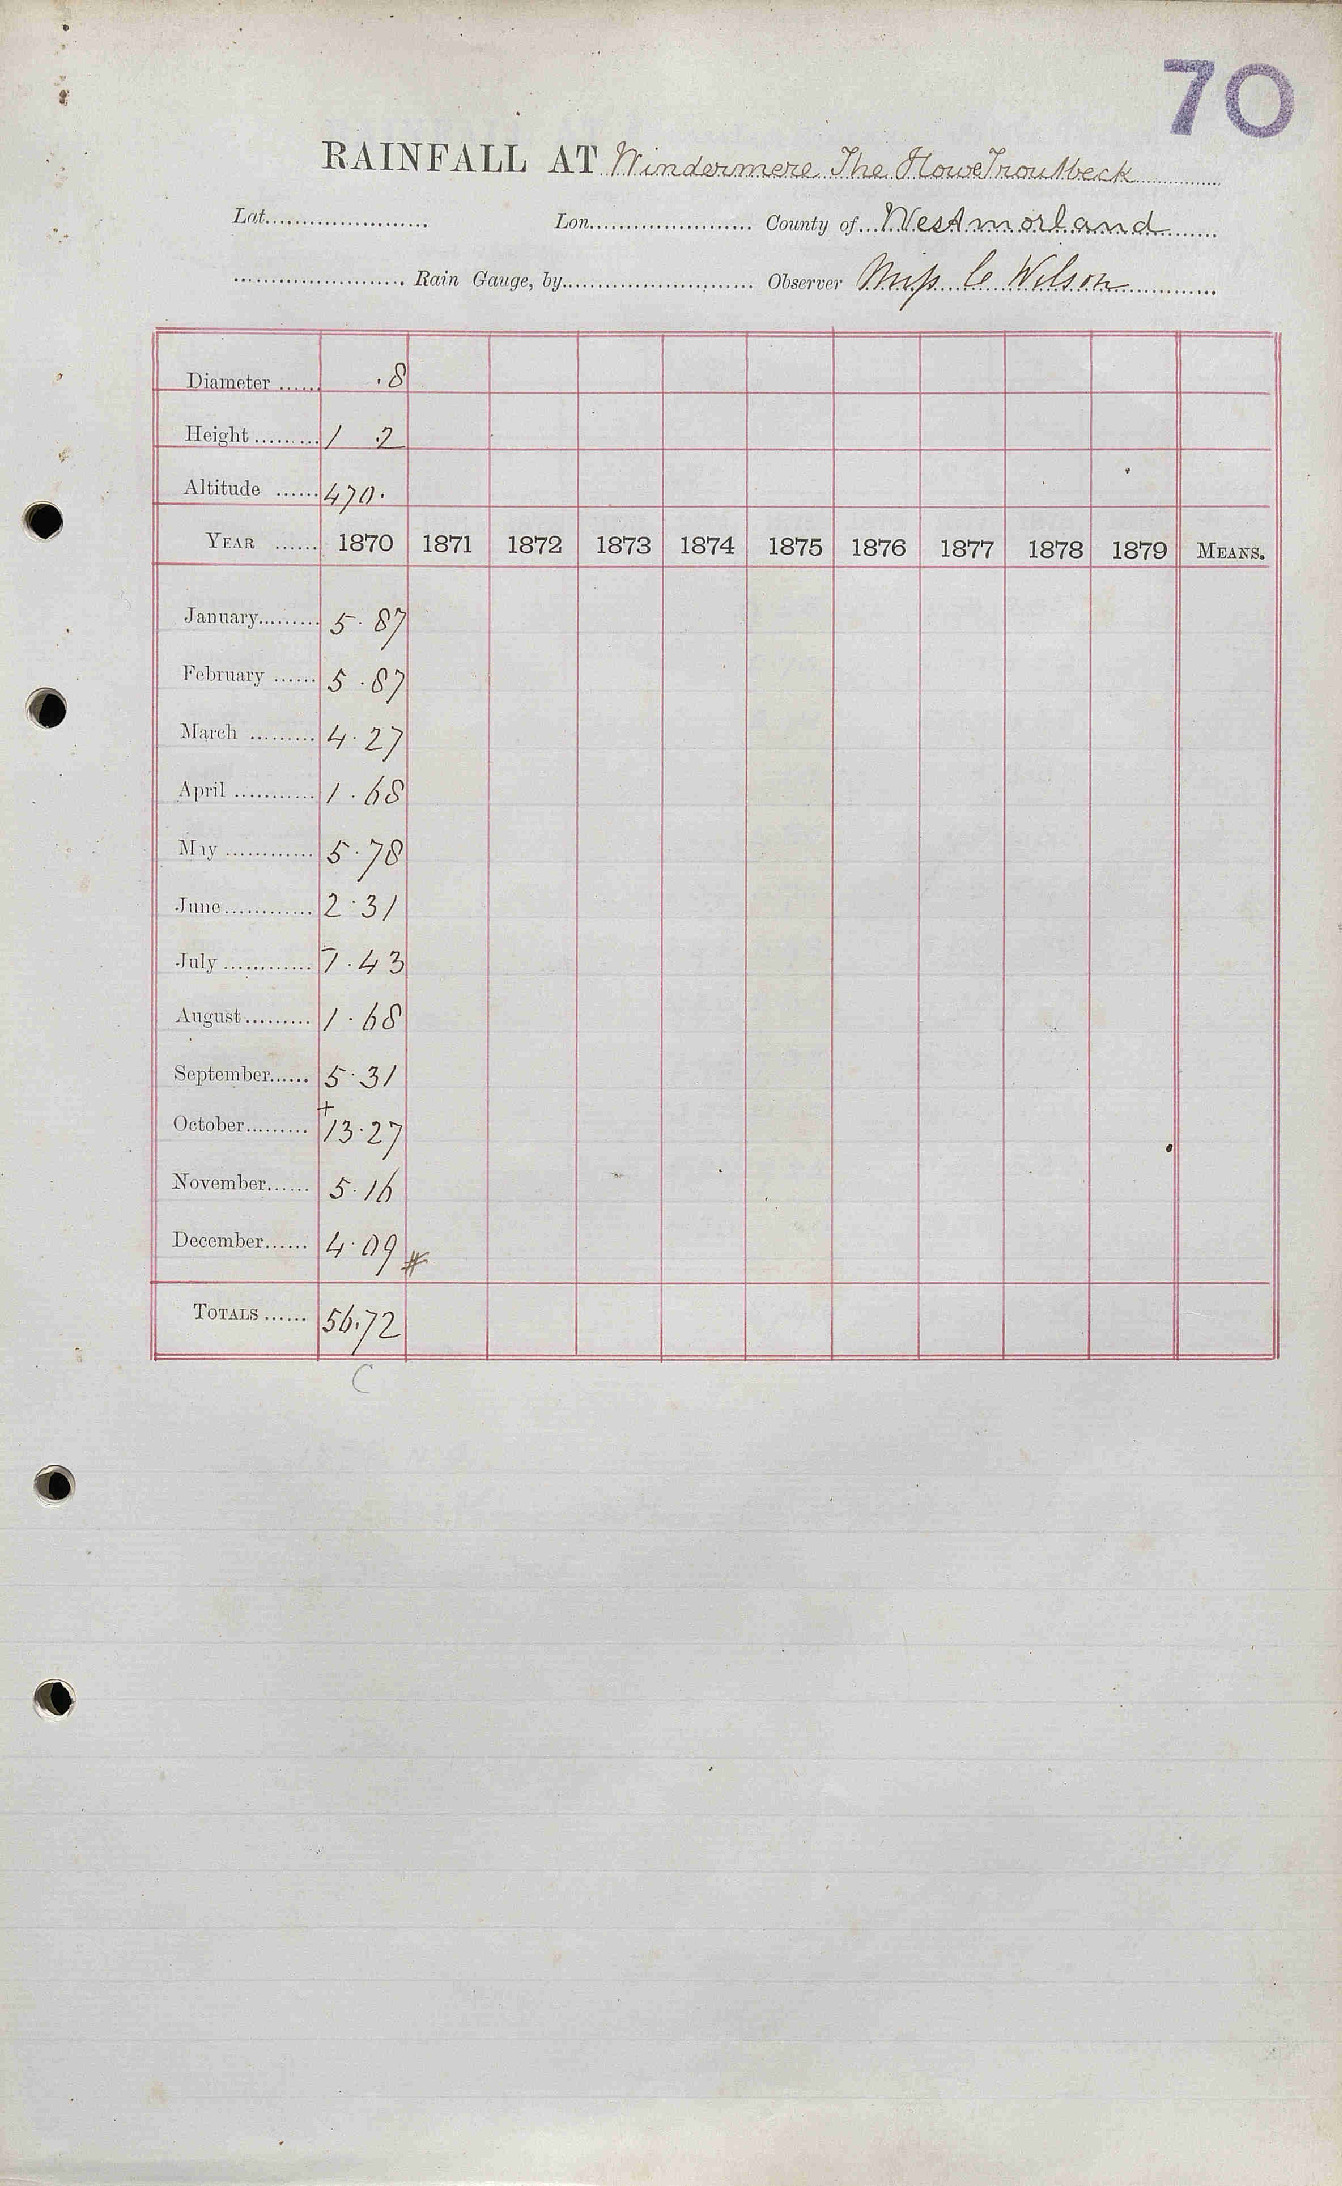 70
RAINFALL AT Windermere The Howe Troutbeck
Lat. Lon. County of Westmorland
Rain Gauge, by Observer Miss C Wilson
Diameter ...... .8
Height ......... 1 .2
Altitude ...... 470.
YEAR ...... 1870 1871 1872 1873 1874 1875 1876 1877 1878 1879 MEANS.
January......... 5.87
February ...... 5.87
March ......... 4.27
April ............ 1.68
May ............ 5.78
June............ 2.31
July ............ – 1.43
August ......... 1.68
September...... 5.31
October......... + 13.27
November...... 5.16
December...... 4.09 #
TOTALS ...... 56.72
C